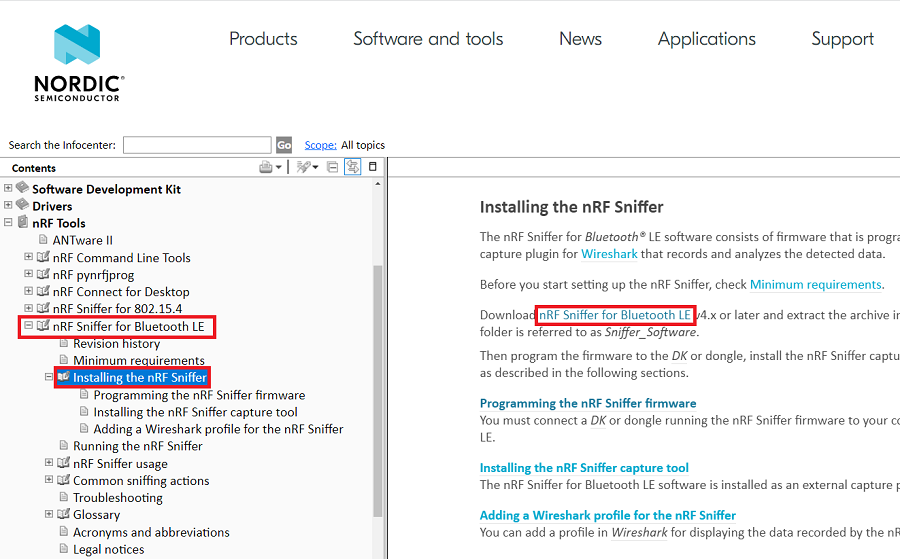 Products
Software and tools
News
Applications
Support
NORDIC®
SEMICONDUCTOR
Search the Infocenter:
Go
Scope: All topics
Contents
Software Development Kit
Drivers
nRF Tools
ANTware II
nRF Command Line Tools
nRF pynrfjprog
nRF Connect for Desktop
nRF Sniffer for 802.15.4
nRF Sniffer for Bluetooth LE
Revision history
Minimum requirements
Installing the nRF Sniffer
Programming the nRF Sniffer firmware
Installing the nRF Sniffer capture tool
Adding a Wireshark profile for the nRF Sniffer
Running the nRF Sniffer
nRF Sniffer usage
Common sniffing actions
Troubleshooting
Glossary
Acronyms and abbreviations
Legal notices
Installing the nRF Sniffer
The nRF Sniffer for Bluetooth® LE software consists of firmware that is prog
capture plugin for Wireshark that records and analyzes the detected data.
Before you start setting up the nRF Sniffer, check Minimum requirements.
Download nRF Sniffer for Bluetooth LE v4.x or later and extract the archive i
folder is referred to as Sniffer_Software.
Then program the firmware to the DK or dongle, install the nRF Sniffer captu
as described in the following sections.
Programming the nRF Sniffer firmware
You must connect a DK or dongle running the nRF Sniffer firmware to your co
LE.
Installing the nRF Sniffer capture tool
The nRF Sniffer for Bluetooth LE software is installed as an external capture p
Adding a Wireshark profile for the nRF Sniffer
You can add a profile in Wireshark for displaying the data recorded by the nR